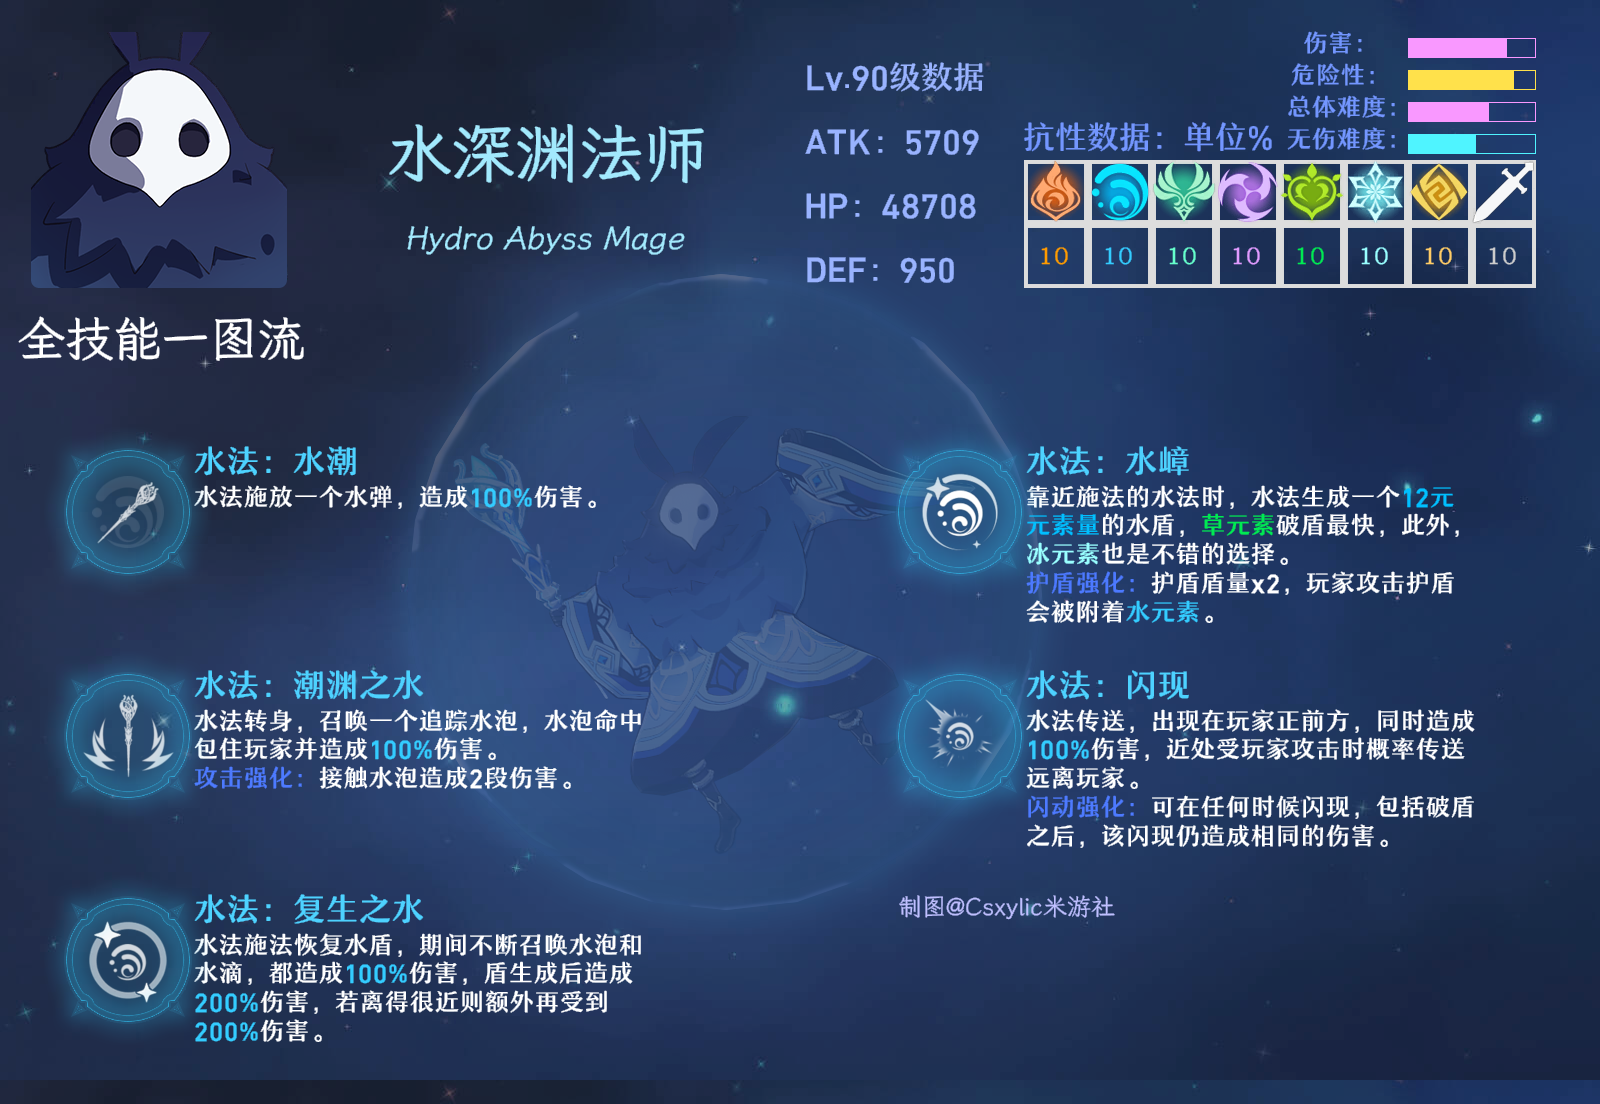 水深渊法师
Hydro Abyss Mage
全技能一图流
Lv.90级数据
ATK：5709
HP：48708
DEF：950
伤害：
危险性：
总体难度：
无伤难度：
抗性数据：单位%
10 10 10 10 10 10 10 10
水法：水潮
水法施放一个水弹，造成100%伤害。
水法：潮渊之水
水法转身，召唤一个追踪水泡，水泡命中
包住玩家并造成100%伤害。
攻击强化：接触水泡造成2段伤害。
水法：复生之水
水法施法恢复水盾，期间不断召唤水泡和
水滴，都造成100%伤害，盾生成后造成
200%伤害，若离得很近则额外再受到
200%伤害。
水法：水嶂
靠近施法的水法时，水法生成一个12元
元素量的水盾，草元素破盾最快，此外，
冰元素也是不错的选择。
护盾强化：护盾盾量x2，玩家攻击护盾
会被附着水元素。
水法：闪现
水法传送，出现在玩家正前方，同时造成
100%伤害，近处受玩家攻击时概率传送
远离玩家。
闪动强化：可在任何时候闪现，包括破盾
之后，该闪现仍造成相同的伤害。
制图@Csxylic米游社